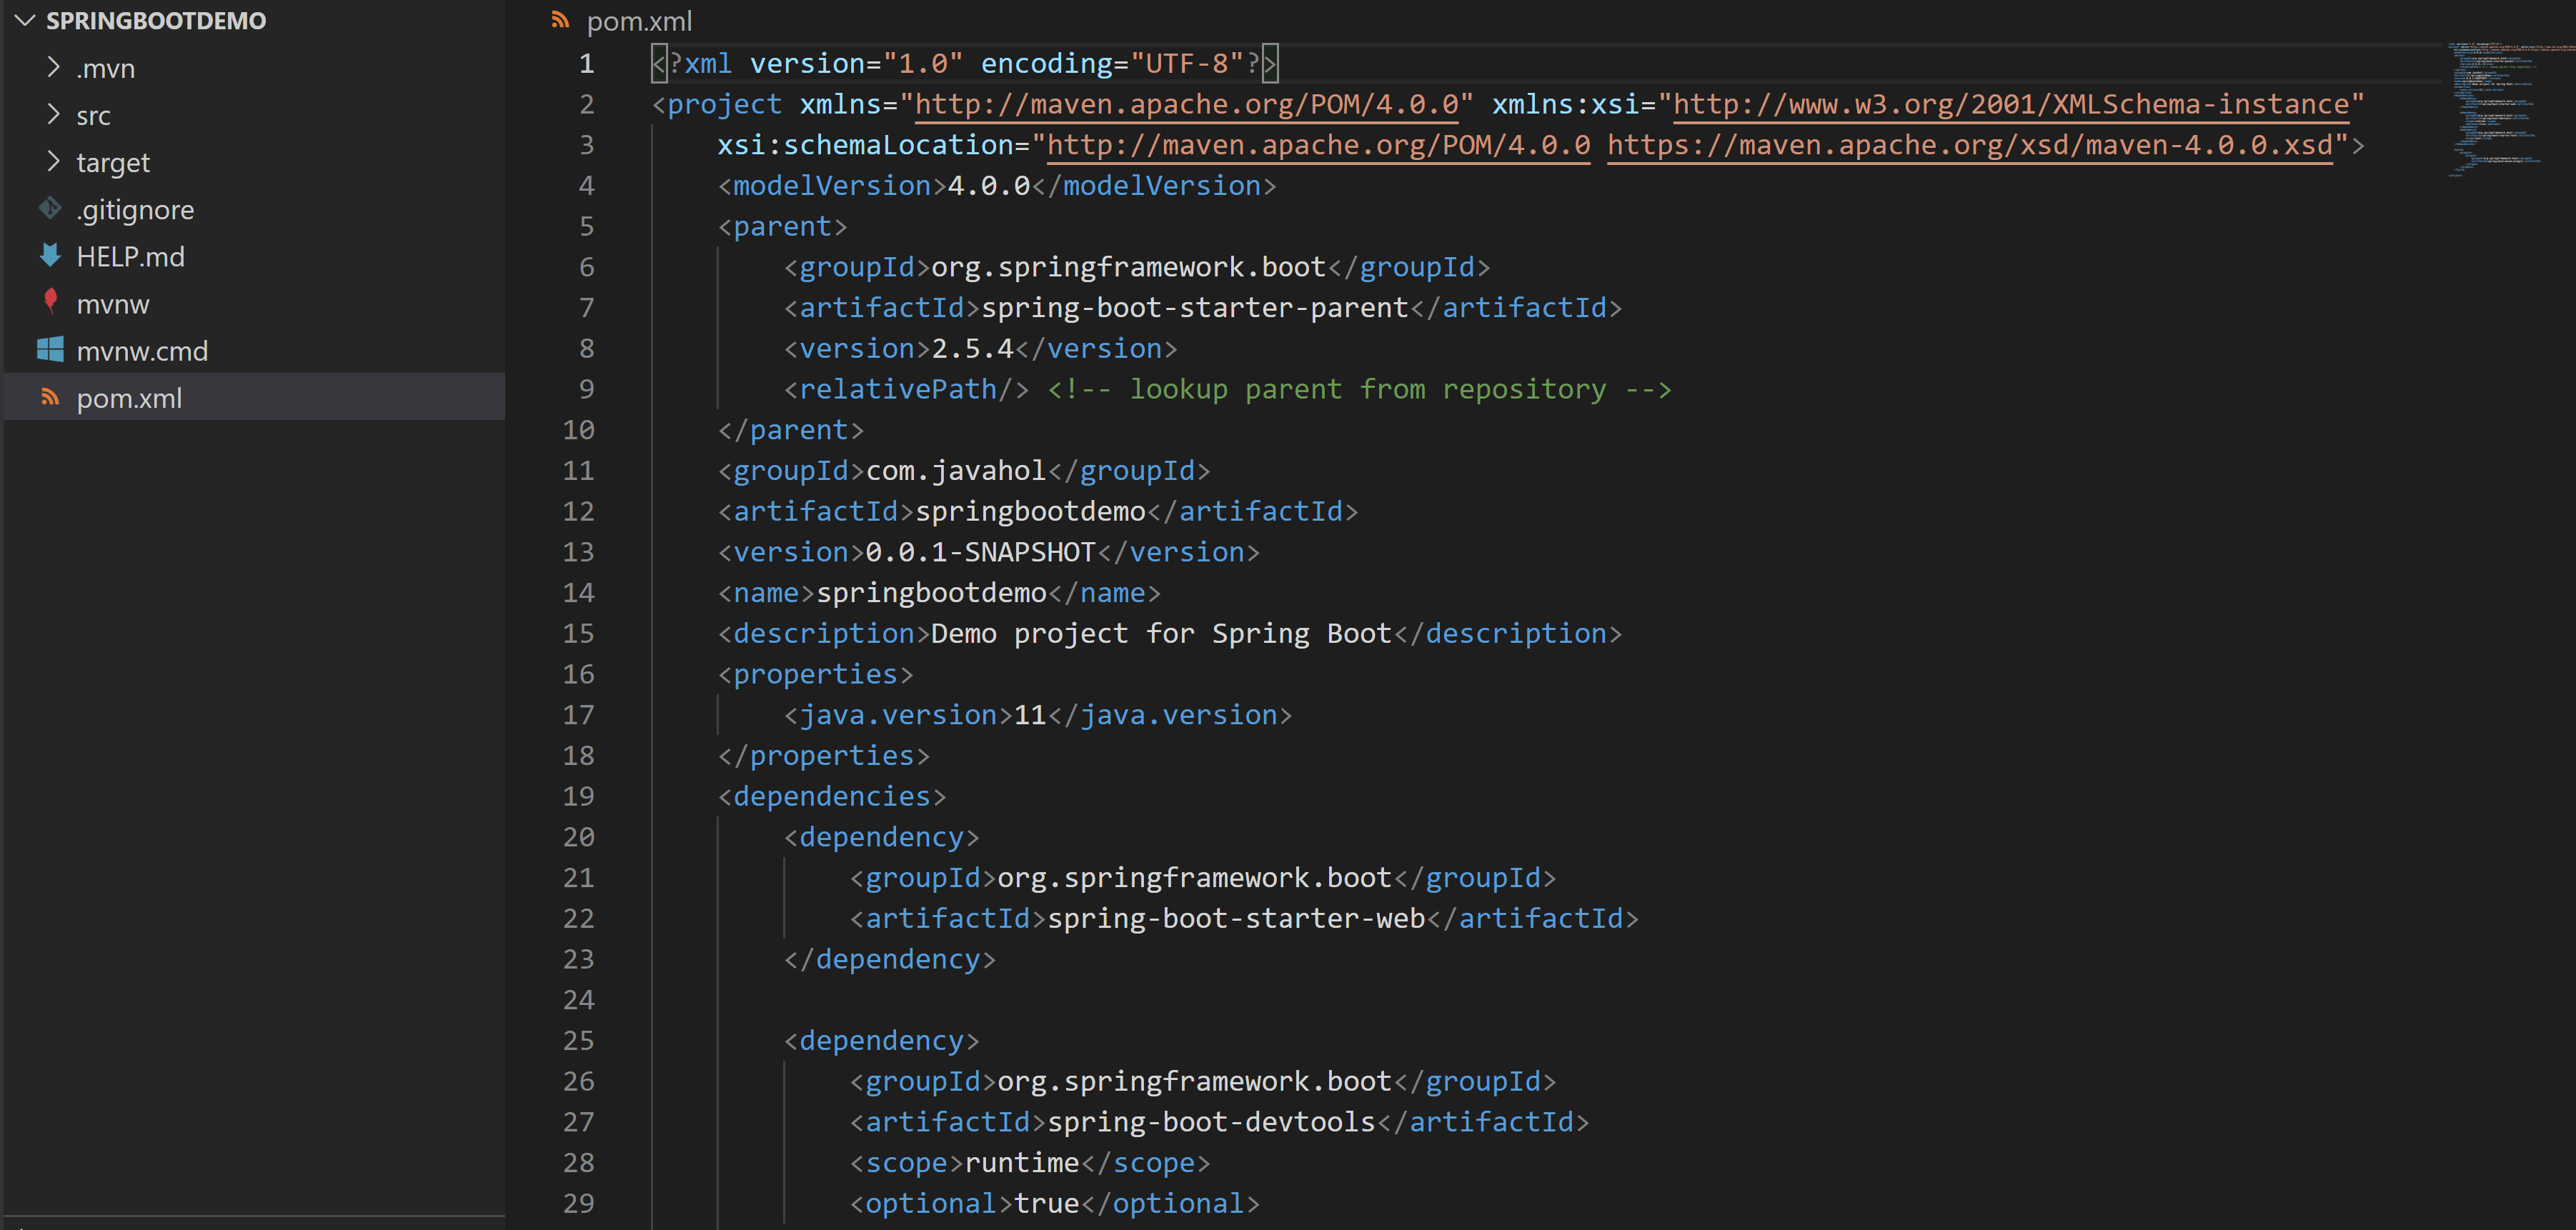 SPRINGBOOTDEMO
.mvn
src
target
.gitignore
HELP.md
mvnw
mvnw.cmd
pom.xml
pom.xml
1 <?xml version="1.0" encoding="UTF-8"?>
2 <project xmlns="http://maven.apache.org/POM/4.0.0" xmlns:xsi="http://www.w3.org/2001/XMLSchema-instance"
3 xsi:schemaLocation="http://maven.apache.org/POM/4.0.0 https://maven.apache.org/xsd/maven-4.0.0.xsd">
4 <modelVersion>4.0.0</modelVersion>
5 <parent>
6 <groupId>org.springframework.boot</groupId>
7 <artifactId>spring-boot-starter-parent</artifactId>
8 <version>2.5.4</version>
9 <relativePath/> <!-- lookup parent from repository -->
10 </parent>
11 <groupId>com.javahol</groupId>
12 <artifactId>springbootdemo</artifactId>
13 <version>0.0.1-SNAPSHOT</version>
14 <name>springbootdemo</name>
15 <description>Demo project for Spring Boot</description>
16 <properties>
17 <java.version>11</java.version>
18 </properties>
19 <dependencies>
20 <dependency>
21 <groupId>org.springframework.boot</groupId>
22 <artifactId>spring-boot-starter-web</artifactId>
23 </dependency>
24
25 <dependency>
26 <groupId>org.springframework.boot</groupId>
27 <artifactId>spring-boot-devtools</artifactId>
28 <scope>runtime</scope>
29 <optional>true</optional>